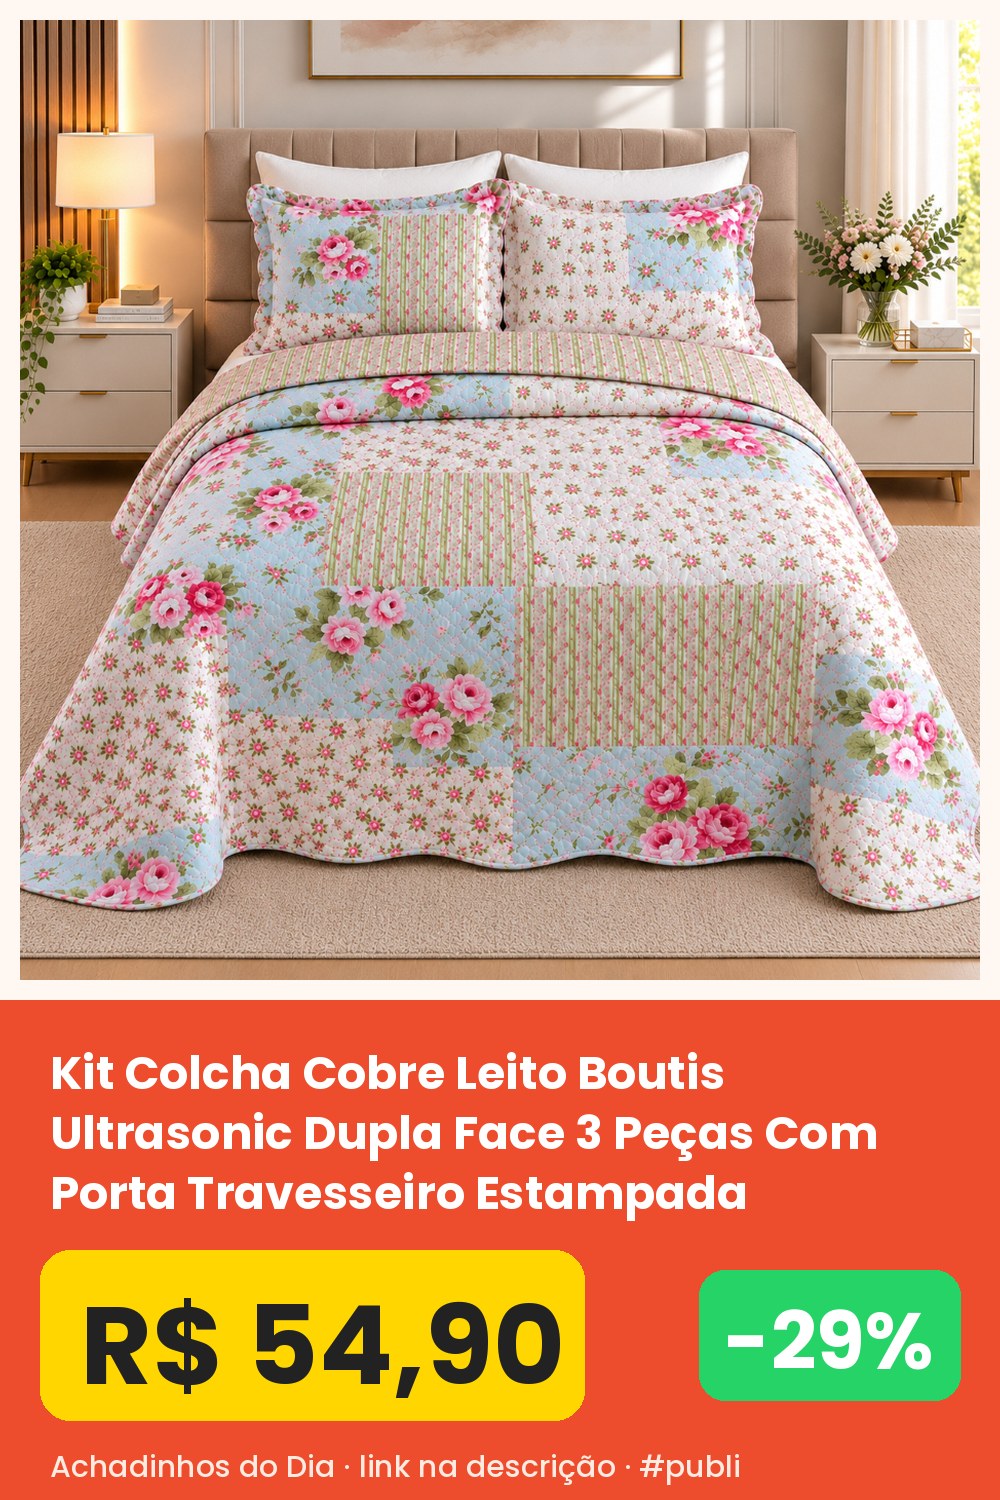 Kit Colcha Cobre Leito Boutis
Ultrasonic Dupla Face 3 Peças Com
Porta Travesseiro Estampada
R$ 54,90
-29%
Achadinhos do Dia · link na descrição · #publi